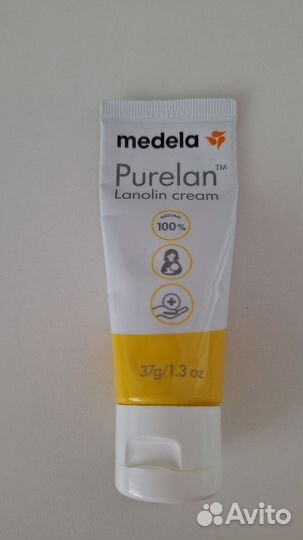 medela
Purelan™
Lanolin cream
NATURAL
100%
37g/1.3 oz
Avito